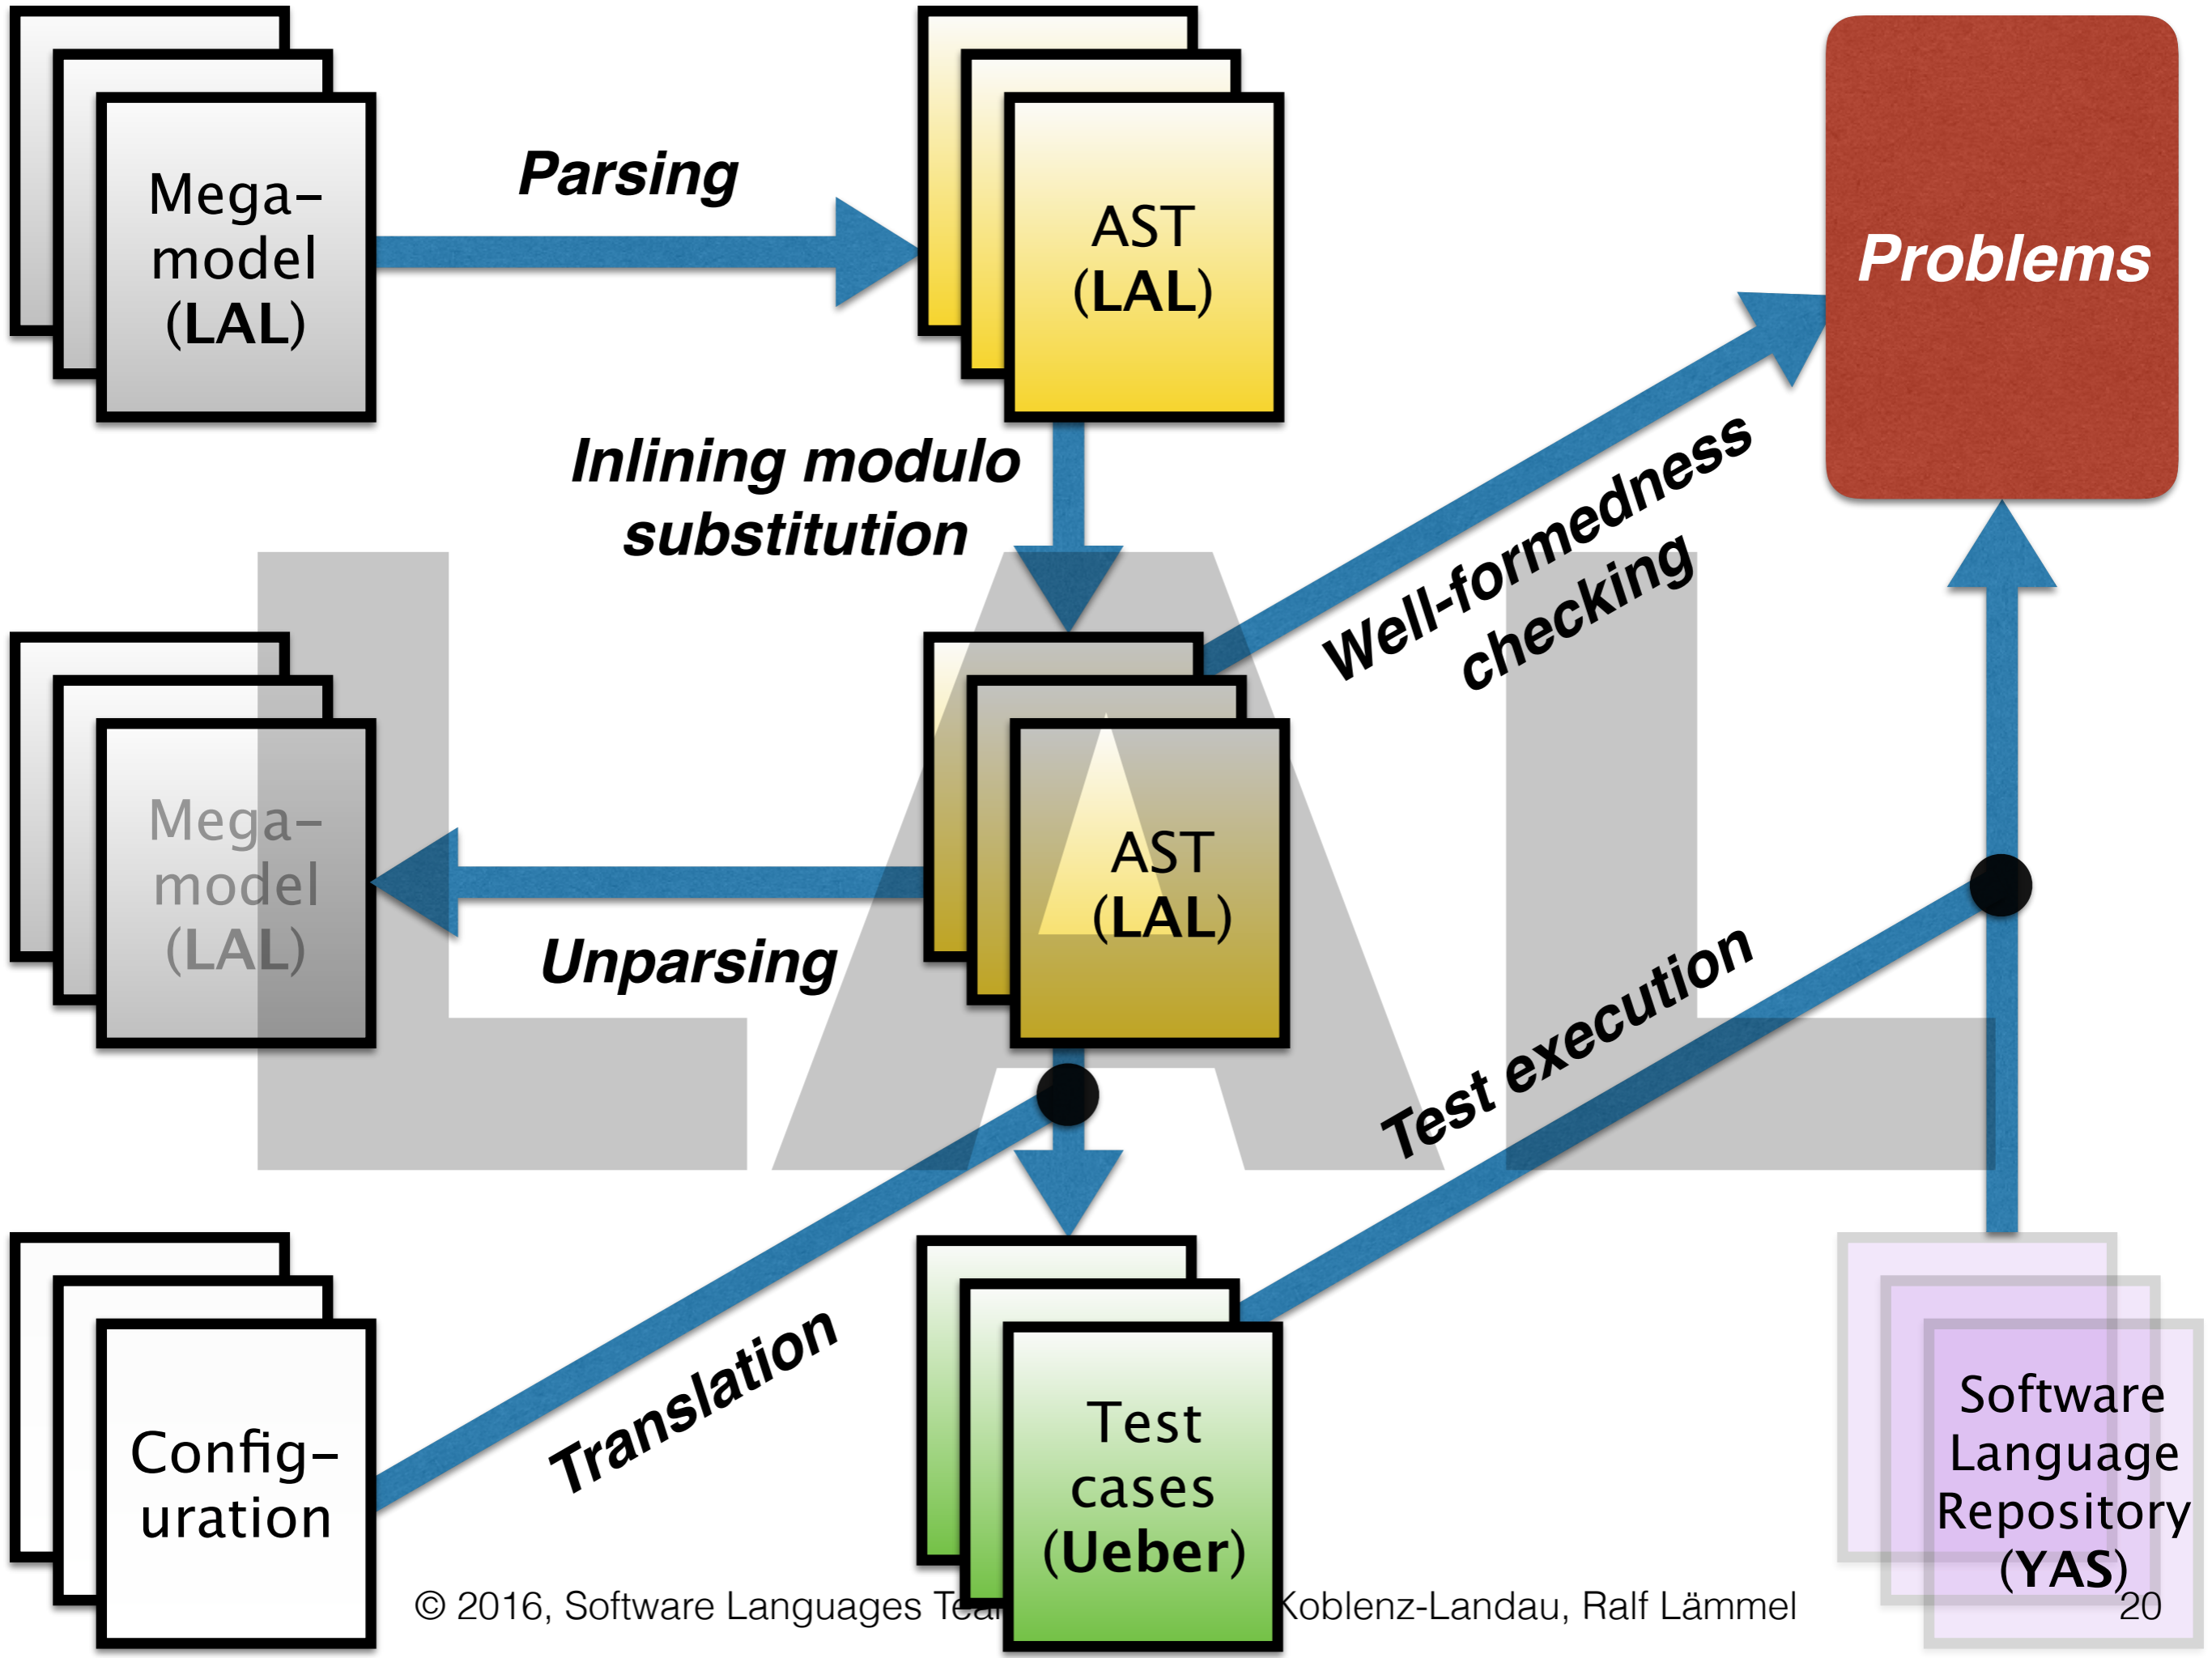 Mega-
model
(LAL)
Parsing
AST
(LAL)
Problems
Inlining modulo
substitution
Well-formedness
checking
LAL
Mega-
model
(LAL)
Unparsing
AST
(LAL)
Test execution
Translation
Config-
uration
Test
cases
(Ueber)
Software
Language
Repository
(YAS)
© 2016, Software Languages Koblenz-Landau, Ralf Lämmel
20